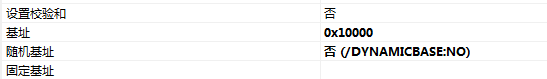 设置校验和 否
基址 0x10000
随机基址 否 (/DYNAMICBASE:NO)
固定基址